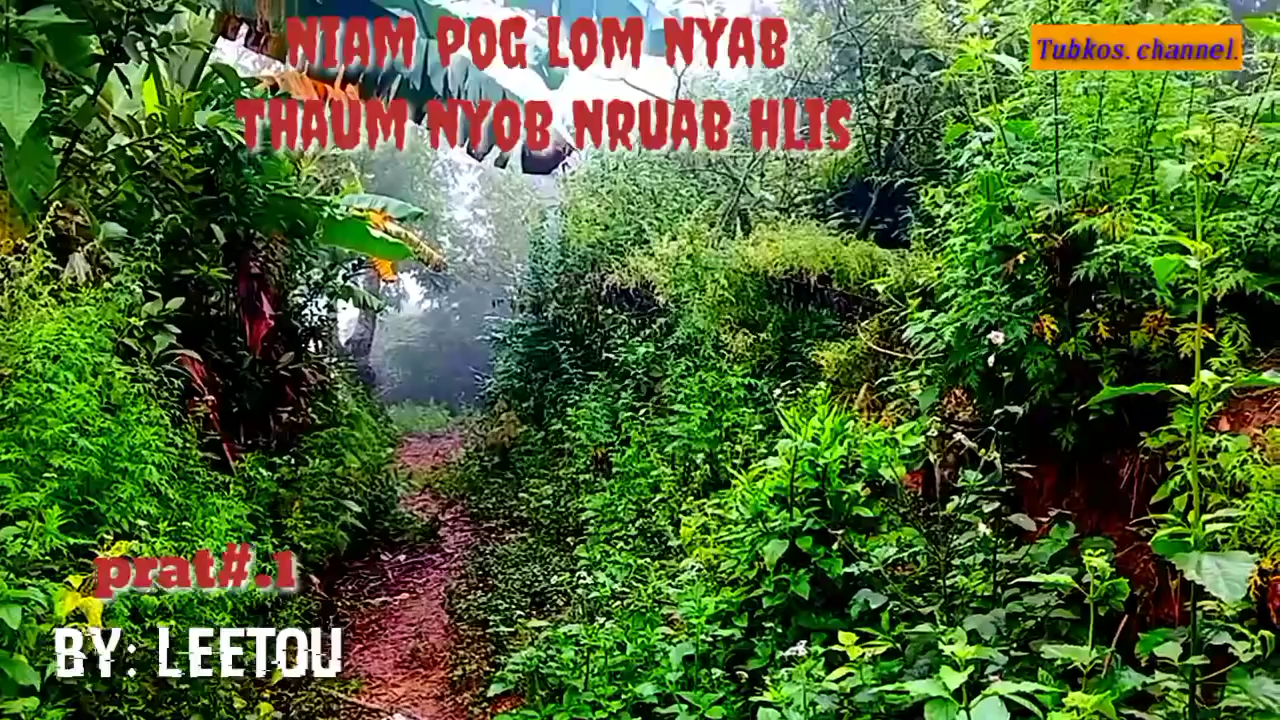 NIAM POG LOM NYAB
THAUM NYOB NRUAB HLIS
Tubkos.channel.
prat#.1
BY: LEETOU